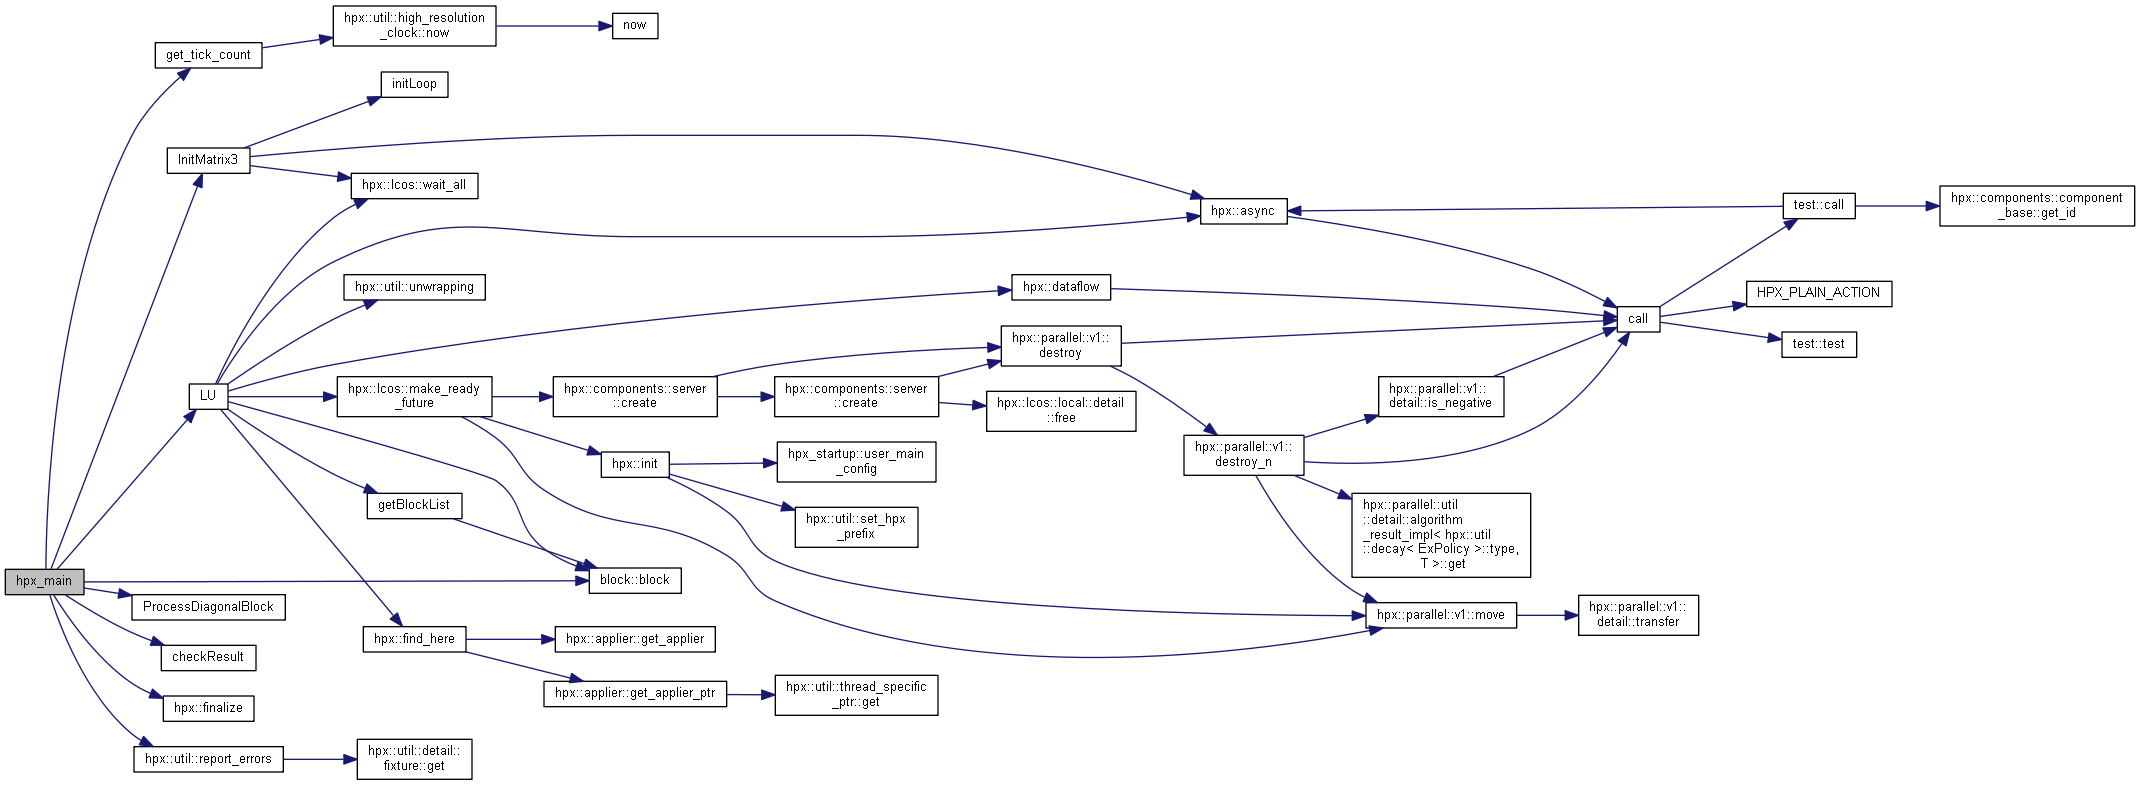 hpx::util::high_resolution
_clock::now
now
get_tick_count
initLoop
InitMatrix3
hpx::lcos::wait_all
hpx::async
test::call
hpx::components::component
_base::get_id
hpx::util::unwrapping
hpx::dataflow
HPX_PLAIN_ACTION
call
test::test
hpx::parallel::v1::
destroy
LU
hpx::lcos::make_ready
_future
hpx::components::server
::create
hpx::components::server
::create
hpx::lcos::local::detail
::free
hpx::parallel::v1::
detail::is_negative
hpx::parallel::v1::
destroy_n
hpx::init
hpx_startup::user_main
_config
getBlockList
hpx::util::set_hpx
_prefix
hpx::parallel::util
::detail::algorithm
_result_impl< hpx::util
::decay< ExPolicy >::type,
T >::get
hpx_main
block::block
ProcessDiagonalBlock
hpx::parallel::v1::move
hpx::parallel::v1::
detail::transfer
hpx::find_here
hpx::applier::get_applier
checkResult
hpx::applier::get_applier_ptr
hpx::util::thread_specific
_ptr::get
hpx::finalize
hpx::util::report_errors
hpx::util::detail::
fixture::get